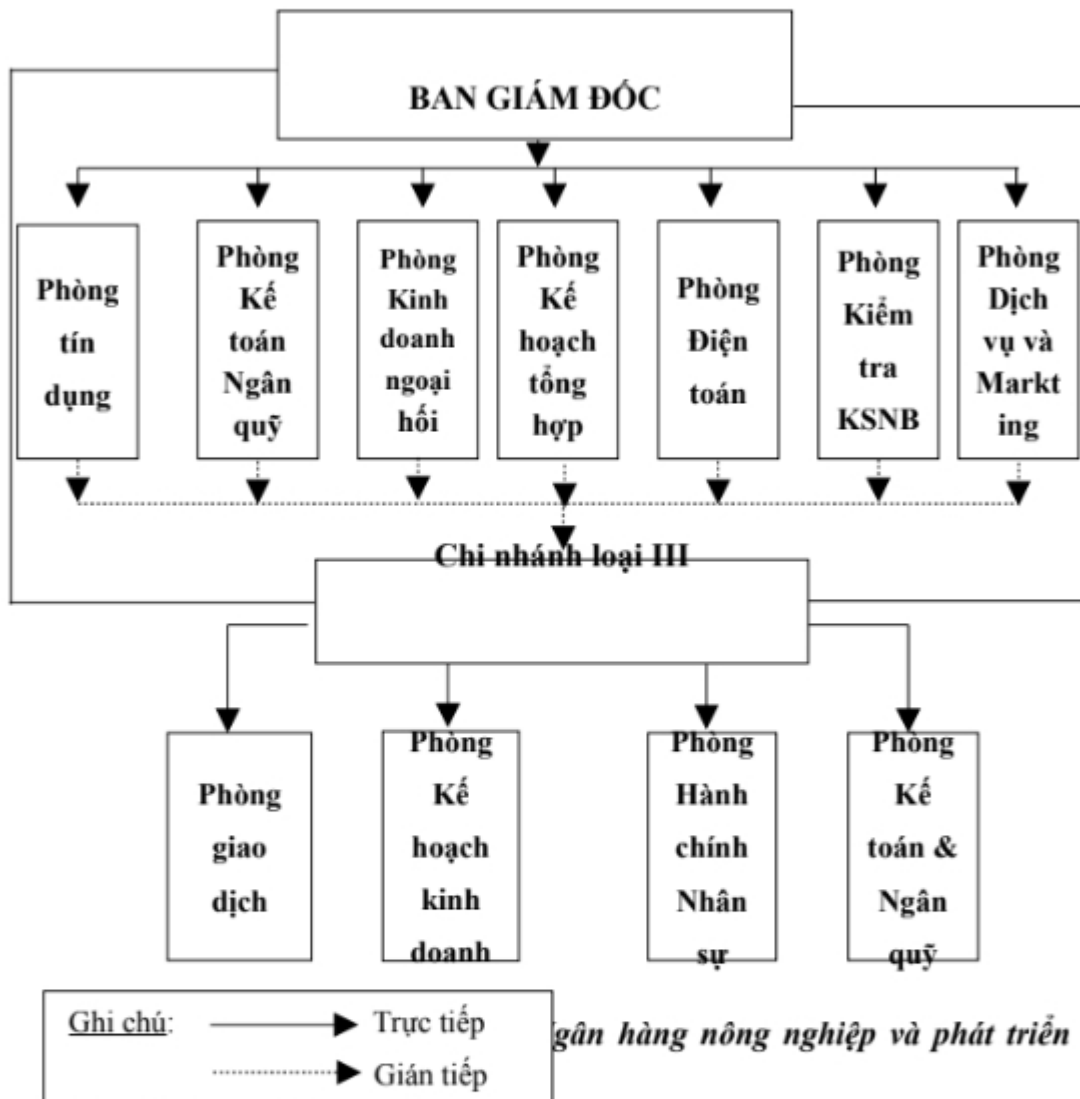 BAN GIÁM ĐỐC
Phòng
tín
dụng
Phòng
Kế
toán
Ngân
quỹ
Phòng
Kinh
doanh
ngoại
hối
Phòng
Kế
hoạch
tổng
hợp
Phòng
Điện
toán
Phòng
Kiểm
tra
KSNB
Phòng
Dịch
vụ và
Markt
ing
Chi nhánh loại III
Phòng
giao
dịch
Phòng
Kế
hoạch
kinh
doanh
Phòng
Hành
chính
Nhân
sự
Phòng
Kế
toán &
Ngân
quỹ
Ghi chú:
Trực tiếp
Gián tiếp
gân hàng nông nghiệp và phát triển